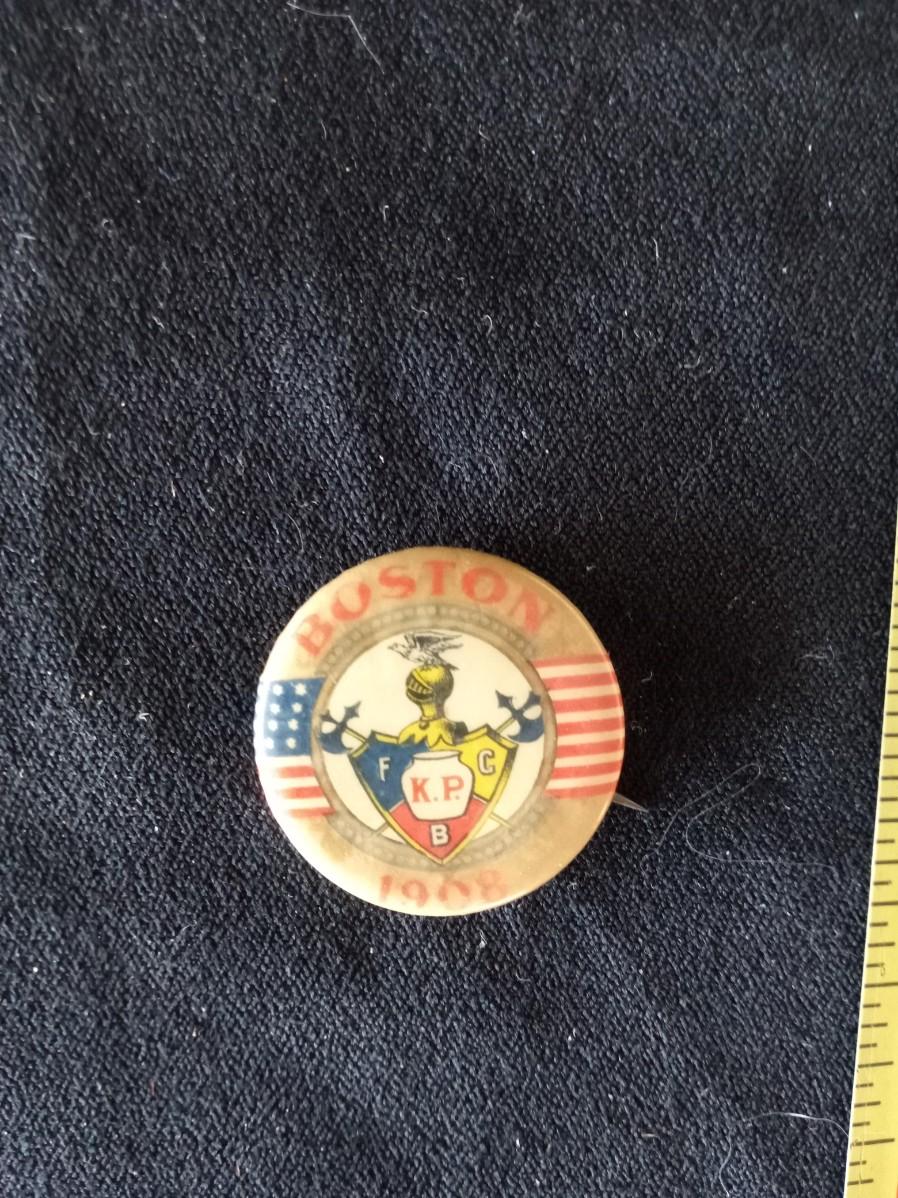 BOSTON
F C
K.P.
B
1908